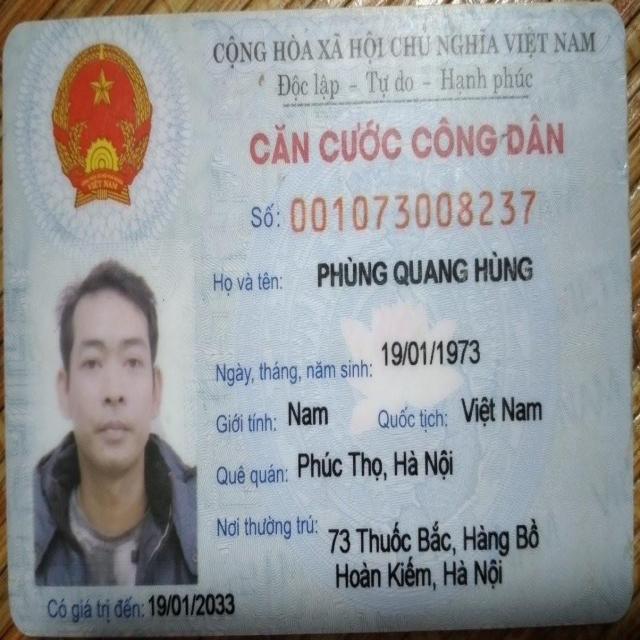 CỘNG HÒA XÃ HỘI CHỦ NGHĨA VIỆT NAM
Độc lập - Tự do - Hạnh phúc
CĂN CƯỚC CÔNG DÂN
Số: 001073008237
Họ và tên: PHÙNG QUANG HÙNG
Ngày, tháng, năm sinh: 19/01/1973
Giới tính: Nam Quốc tịch: Việt Nam
Quê quán: Phúc Thọ, Hà Nội
Nơi thường trú: 73 Thuốc Bắc, Hàng Bồ
Hoàn Kiếm, Hà Nội
Có giá trị đến: 19/01/2033